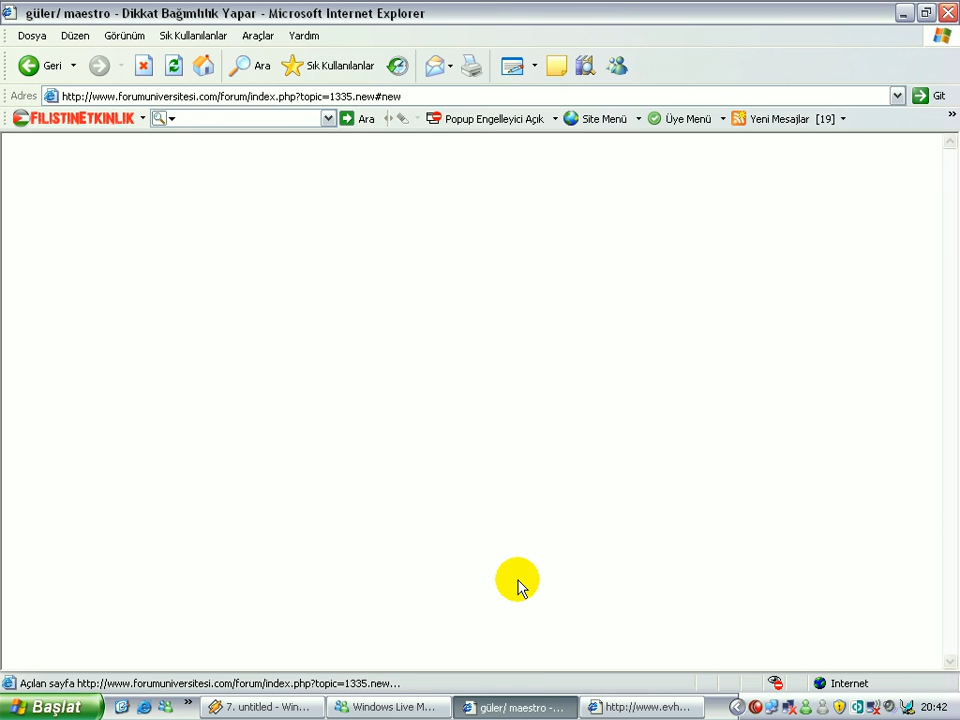 güler/ maestro - Dikkat Bağımlılık Yapar - Microsoft Internet Explorer
Dosya Düzen Görünüm Sık Kullanılanlar Araçlar Yardım
Geri Ara Sık Kullanılanlar
Adres http://www.forumuniversitesi.com/forum/index.php?topic=1335.new#new Git
FILISTINETKINLIK Ara Popup Engelleyici Açık Site Menü Üye Menü Yeni Mesajlar [19] »
Açılan sayfa http://www.forumuniversitesi.com/forum/index.php?topic=1335.new... Internet
Başlat » 7. untitled - Win... Windows Live M... güler/ maestro -... http://www.evh... 20:42